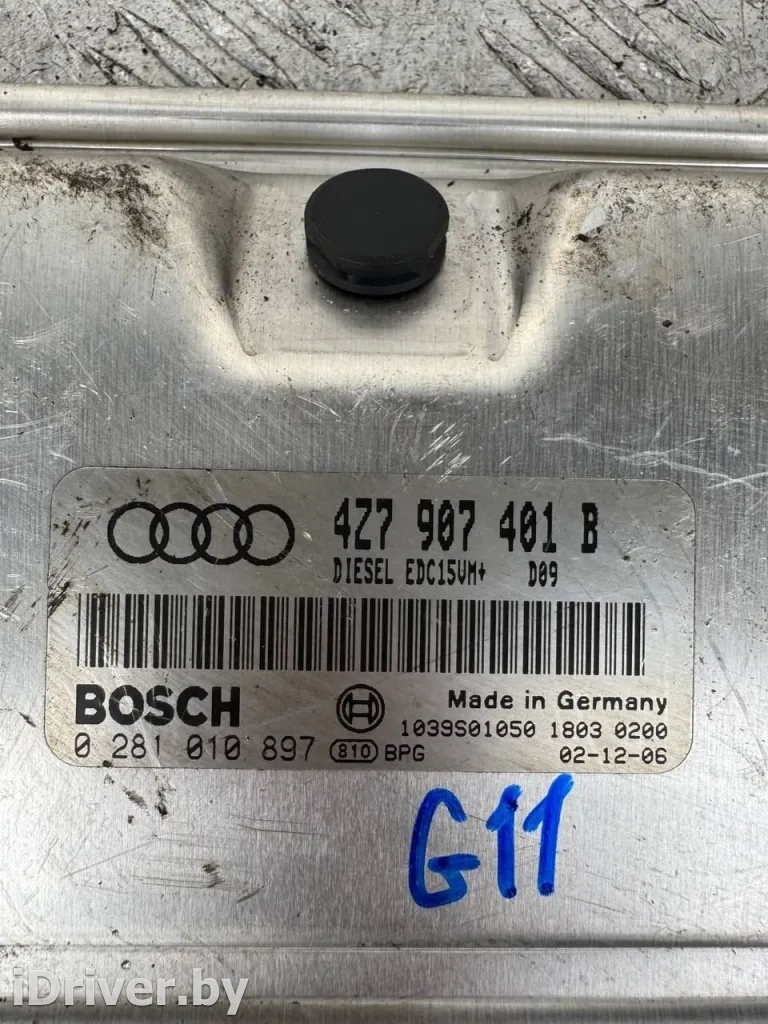 4Z7 907 401 B
DIESEL EDC15VM+ D09
BOSCH
Made in Germany
1039S01050 1803 0200
0 281 010 897 810 BPG 02-12-06
G11
iDriver.by